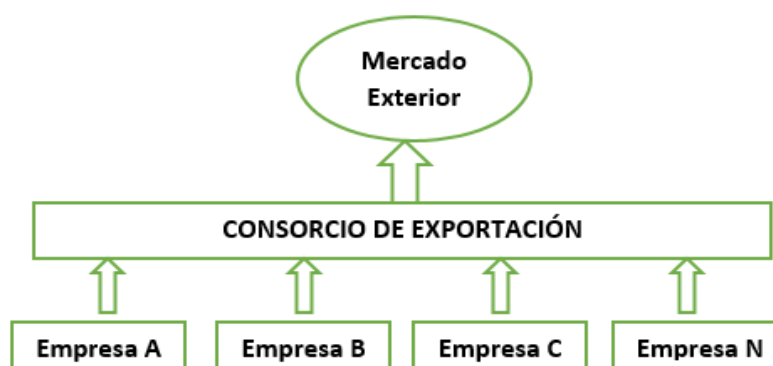 Mercado
Exterior
CONSORCIO DE EXPORTACIÓN
Empresa A
Empresa B
Empresa C
Empresa N